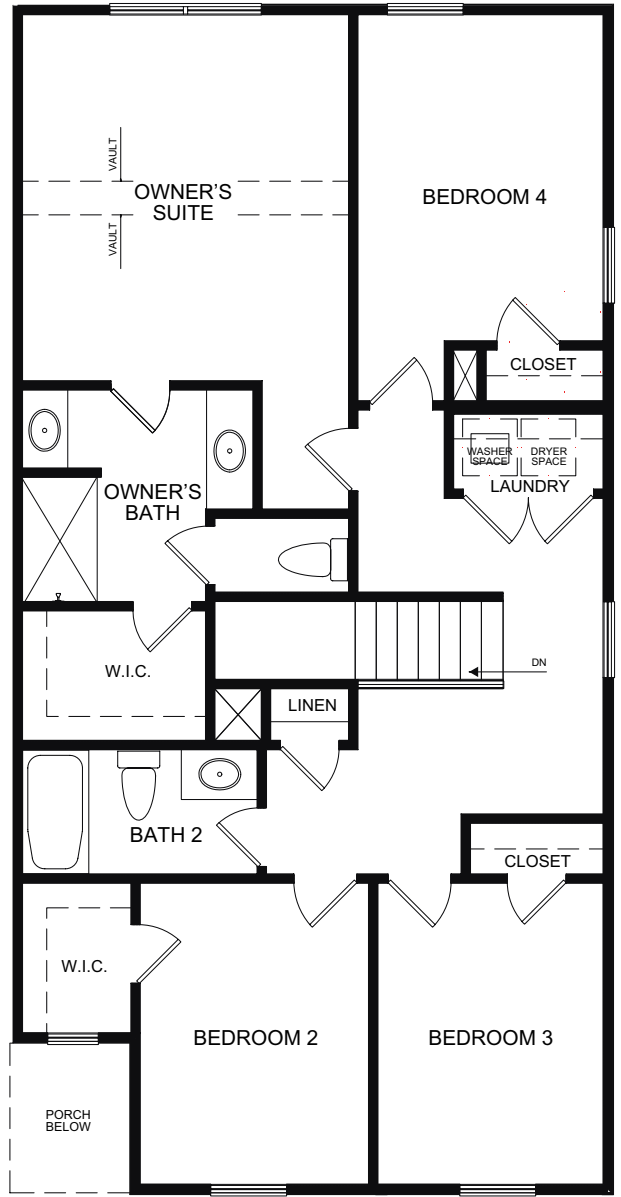 VAULT
OWNER'S
SUITE
VAULT
BEDROOM 4
CLOSET
WASHER
SPACE
DRYER
SPACE
LAUNDRY
OWNER'S
BATH
W.I.C.
DN
LINEN
BATH 2
CLOSET
W.I.C.
BEDROOM 2
BEDROOM 3
PORCH
BELOW